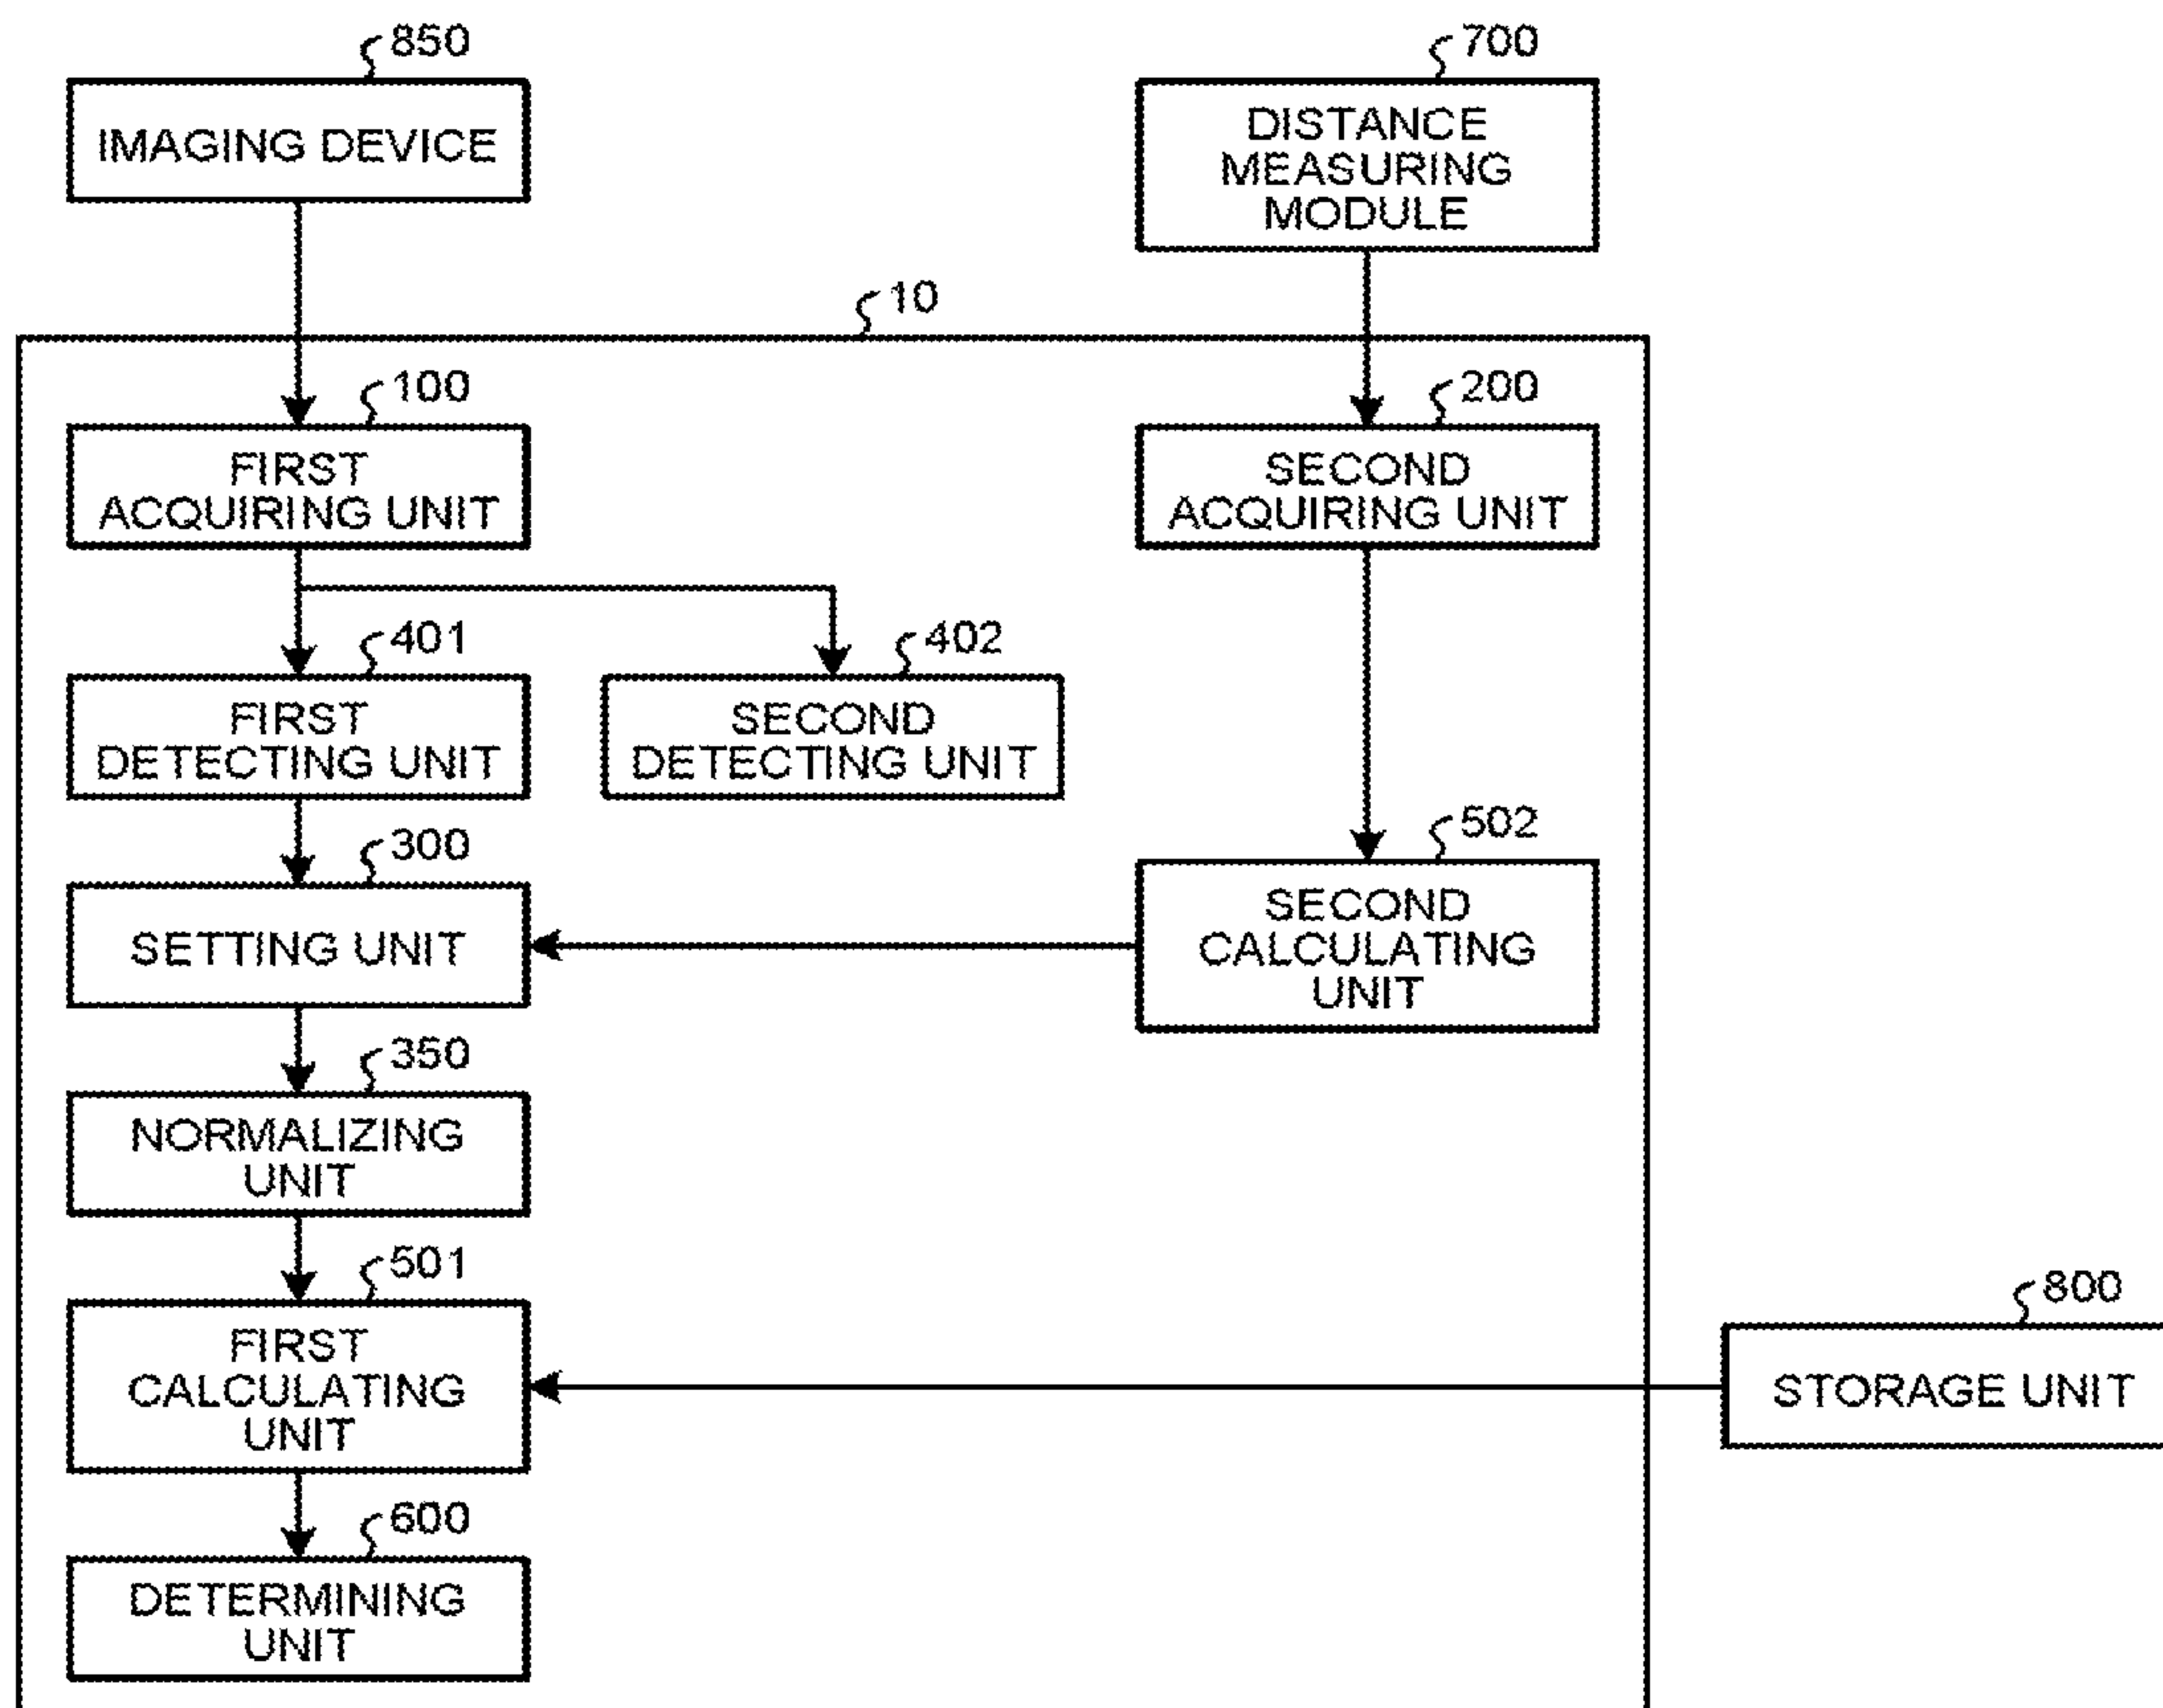 850
700
IMAGING DEVICE
DISTANCE
MEASURING
MODULE
10
100
200
FIRST
ACQUIRING UNIT
SECOND
ACQUIRING UNIT
401
402
FIRST
DETECTING UNIT
SECOND
DETECTING UNIT
300
502
SETTING UNIT
SECOND
CALCULATING
UNIT
350
NORMALIZING
UNIT
501
800
FIRST
CALCULATING
UNIT
STORAGE UNIT
600
DETERMINING
UNIT